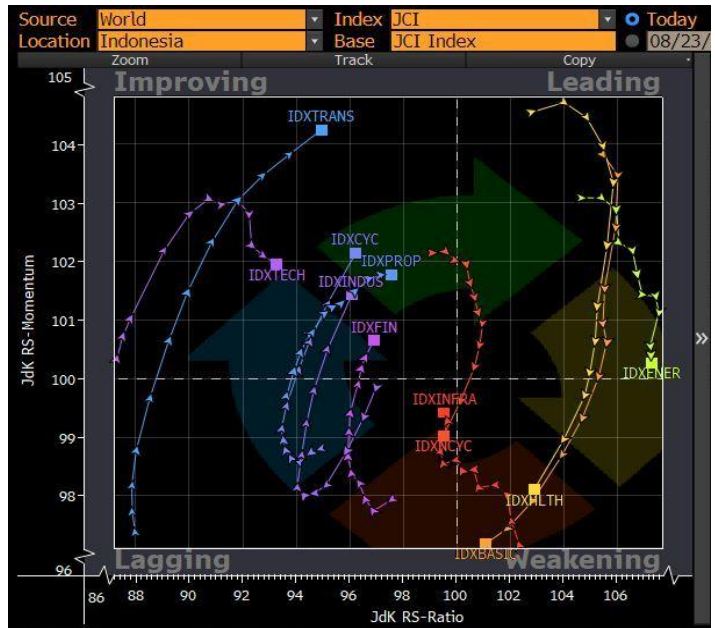 Source World Index JCI Today
Location Indonesia Base JCI Index 08/23/
Zoom Track Copy
105
Improving Leading
IDXTRANS
104
103
IDXCYC
102
IDXPROP
IDXTECH
IDXINDUS
101
IDXFIN
»
IDXENER
100
IDXINFRA
99
IDXNCYC
98
IDXHLTH
IDXBASIC
Lagging Weakening
96
86 88 90 92 94 96 98 100 102 104 106
JdK RS-Ratio
JdK RS-Momentum